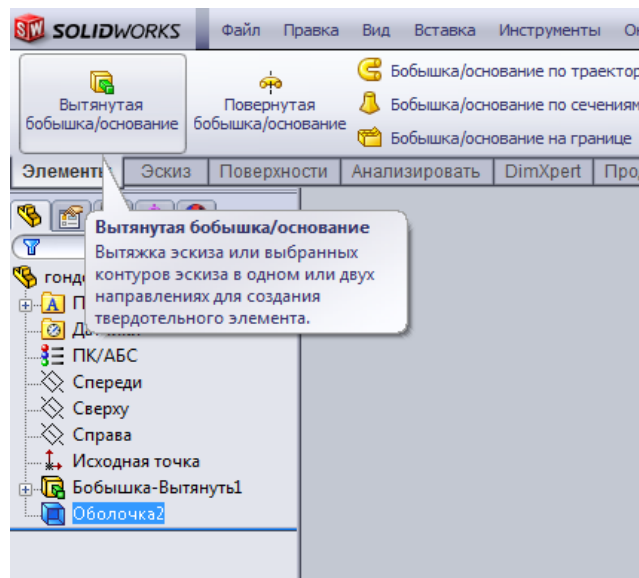 SOLIDWORKS Файл Правка Вид Вставка Инструменты
Вытянутая
бобышка/основание
Повернутая
бобышка/основание
Бобышка/основание по траектор
Бобышка/основание по сечениям
Бобышка/основание на границе
Элементы Эскиз Поверхности Анализировать DimXpert Про
Вытянутая бобышка/основание
Вытяжка эскиза или выбранных
контуров эскиза в одном или двух
направлениях для создания
твердотельного элемента.
ПК/АБС
Спереди
Сверху
Справа
Исходная точка
Бобышка-Вытянуть1
Оболочка2